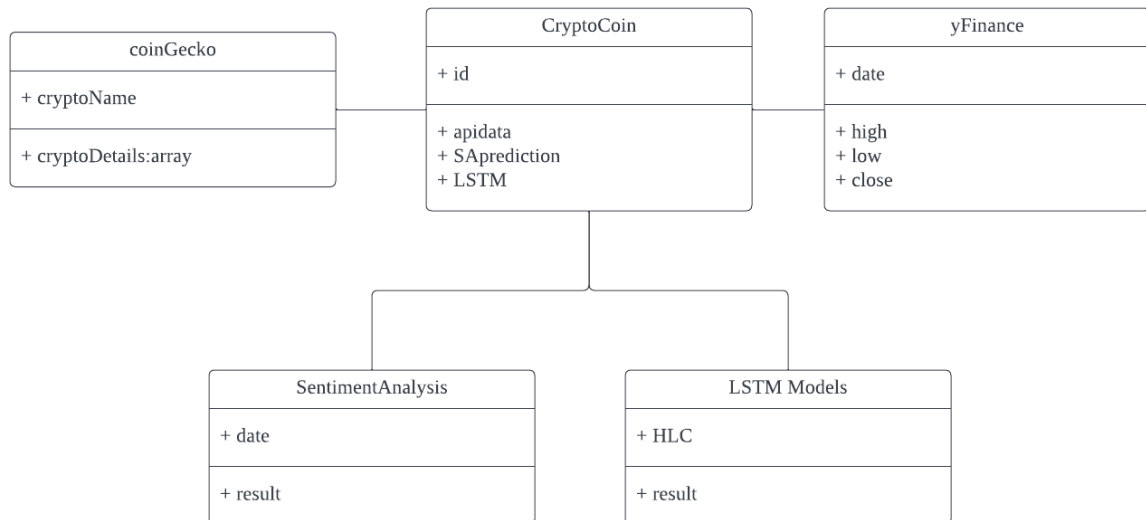 coinGecko
+ cryptoName
+ cryptoDetails:array
CryptoCoin
+ id
+ apidata
+ SAprediction
+ LSTM
yFinance
+ date
+ high
+ low
+ close
SentimentAnalysis
+ date
+ result
LSTM Models
+ HLC
+ result